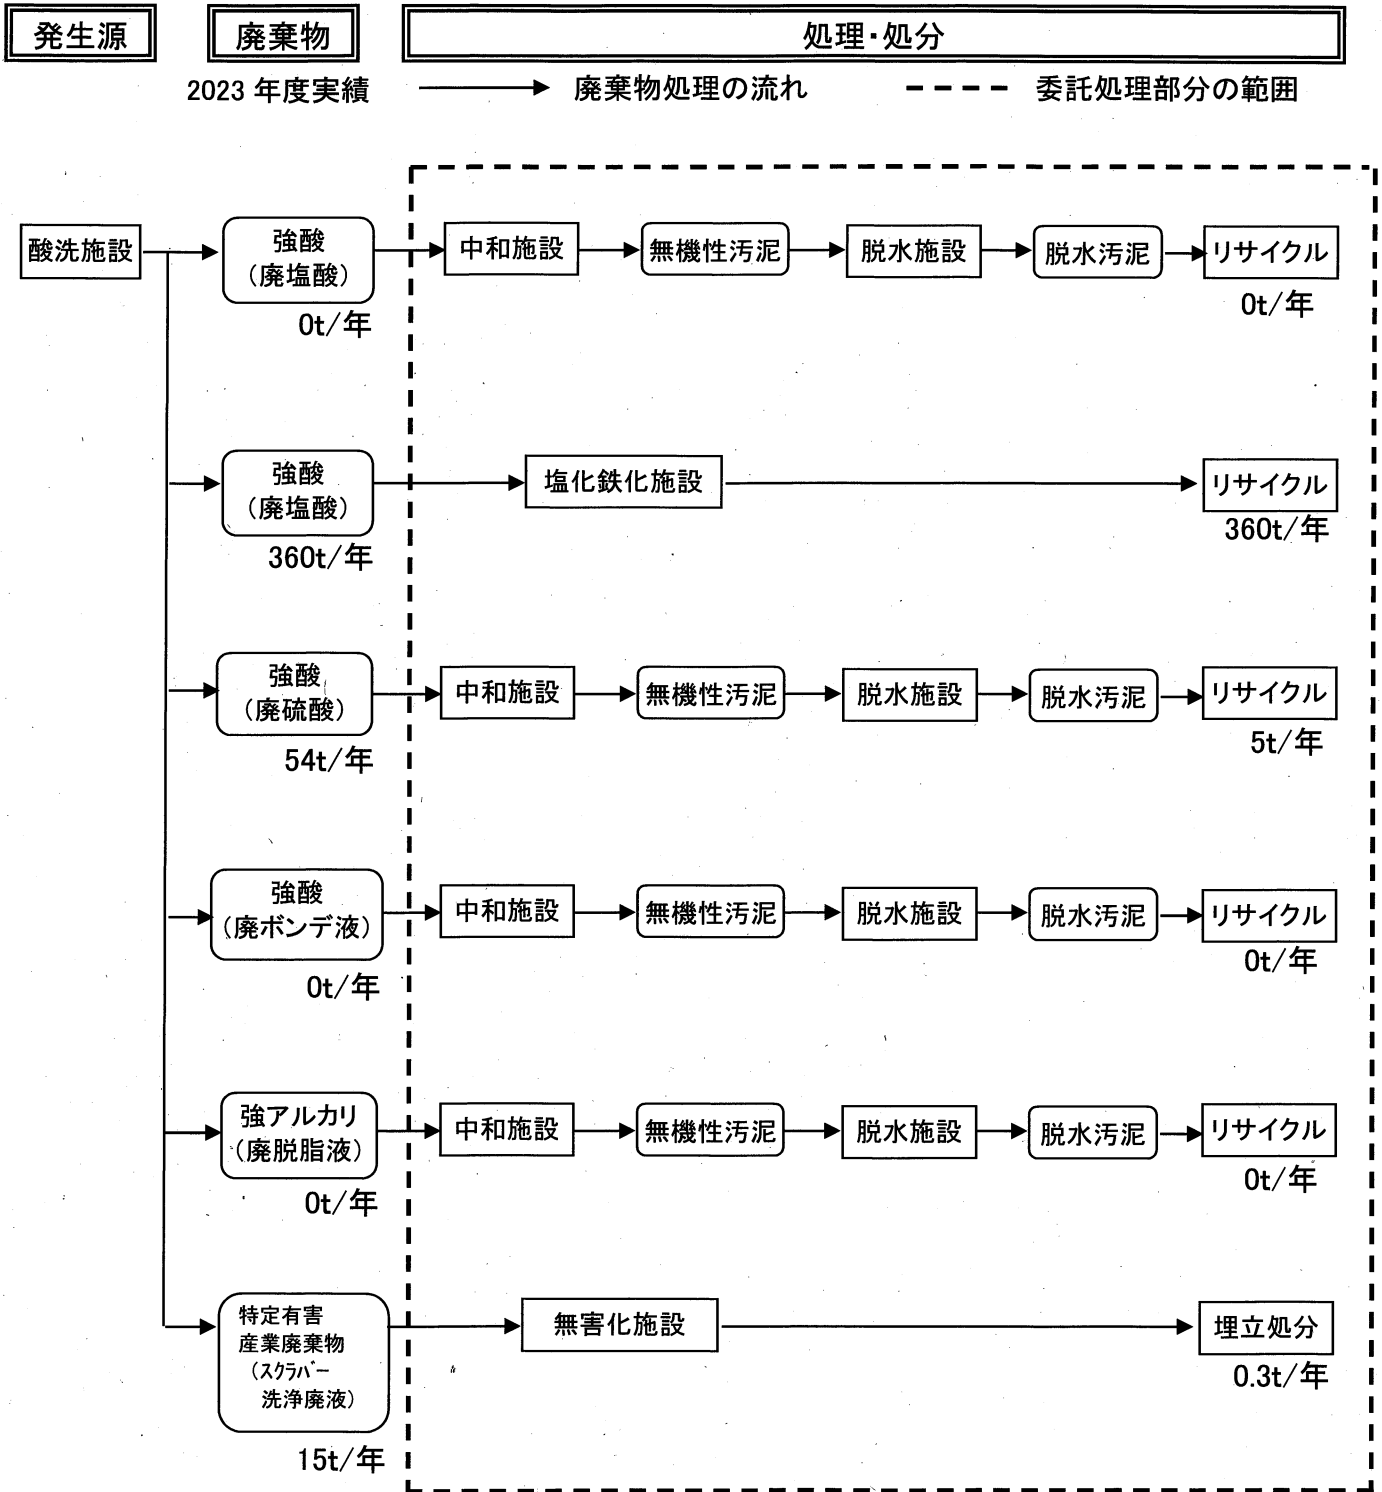 発生源
廃棄物
処理・処分
2023 年度実績
廃棄物処理の流れ
委託処理部分の範囲
酸洗施設
強酸
(廃塩酸)
0t/年
中和施設
無機性汚泥
脱水施設
脱水汚泥
リサイクル
0t/年
強酸
(廃塩酸)
360t/年
塩化鉄化施設
リサイクル
360t/年
強酸
(廃硫酸)
54t/年
中和施設
無機性汚泥
脱水施設
脱水汚泥
リサイクル
5t/年
強酸
(廃ボンデ液)
0t/年
中和施設
無機性汚泥
脱水施設
脱水汚泥
リサイクル
0t/年
強アルカリ
(廃脱脂液)
0t/年
中和施設
無機性汚泥
脱水施設
脱水汚泥
リサイクル
0t/年
特定有害
産業廃棄物
(ｽｸﾗﾊﾞｰ
洗浄廃液)
15t/年
無害化施設
埋立処分
0.3t/年